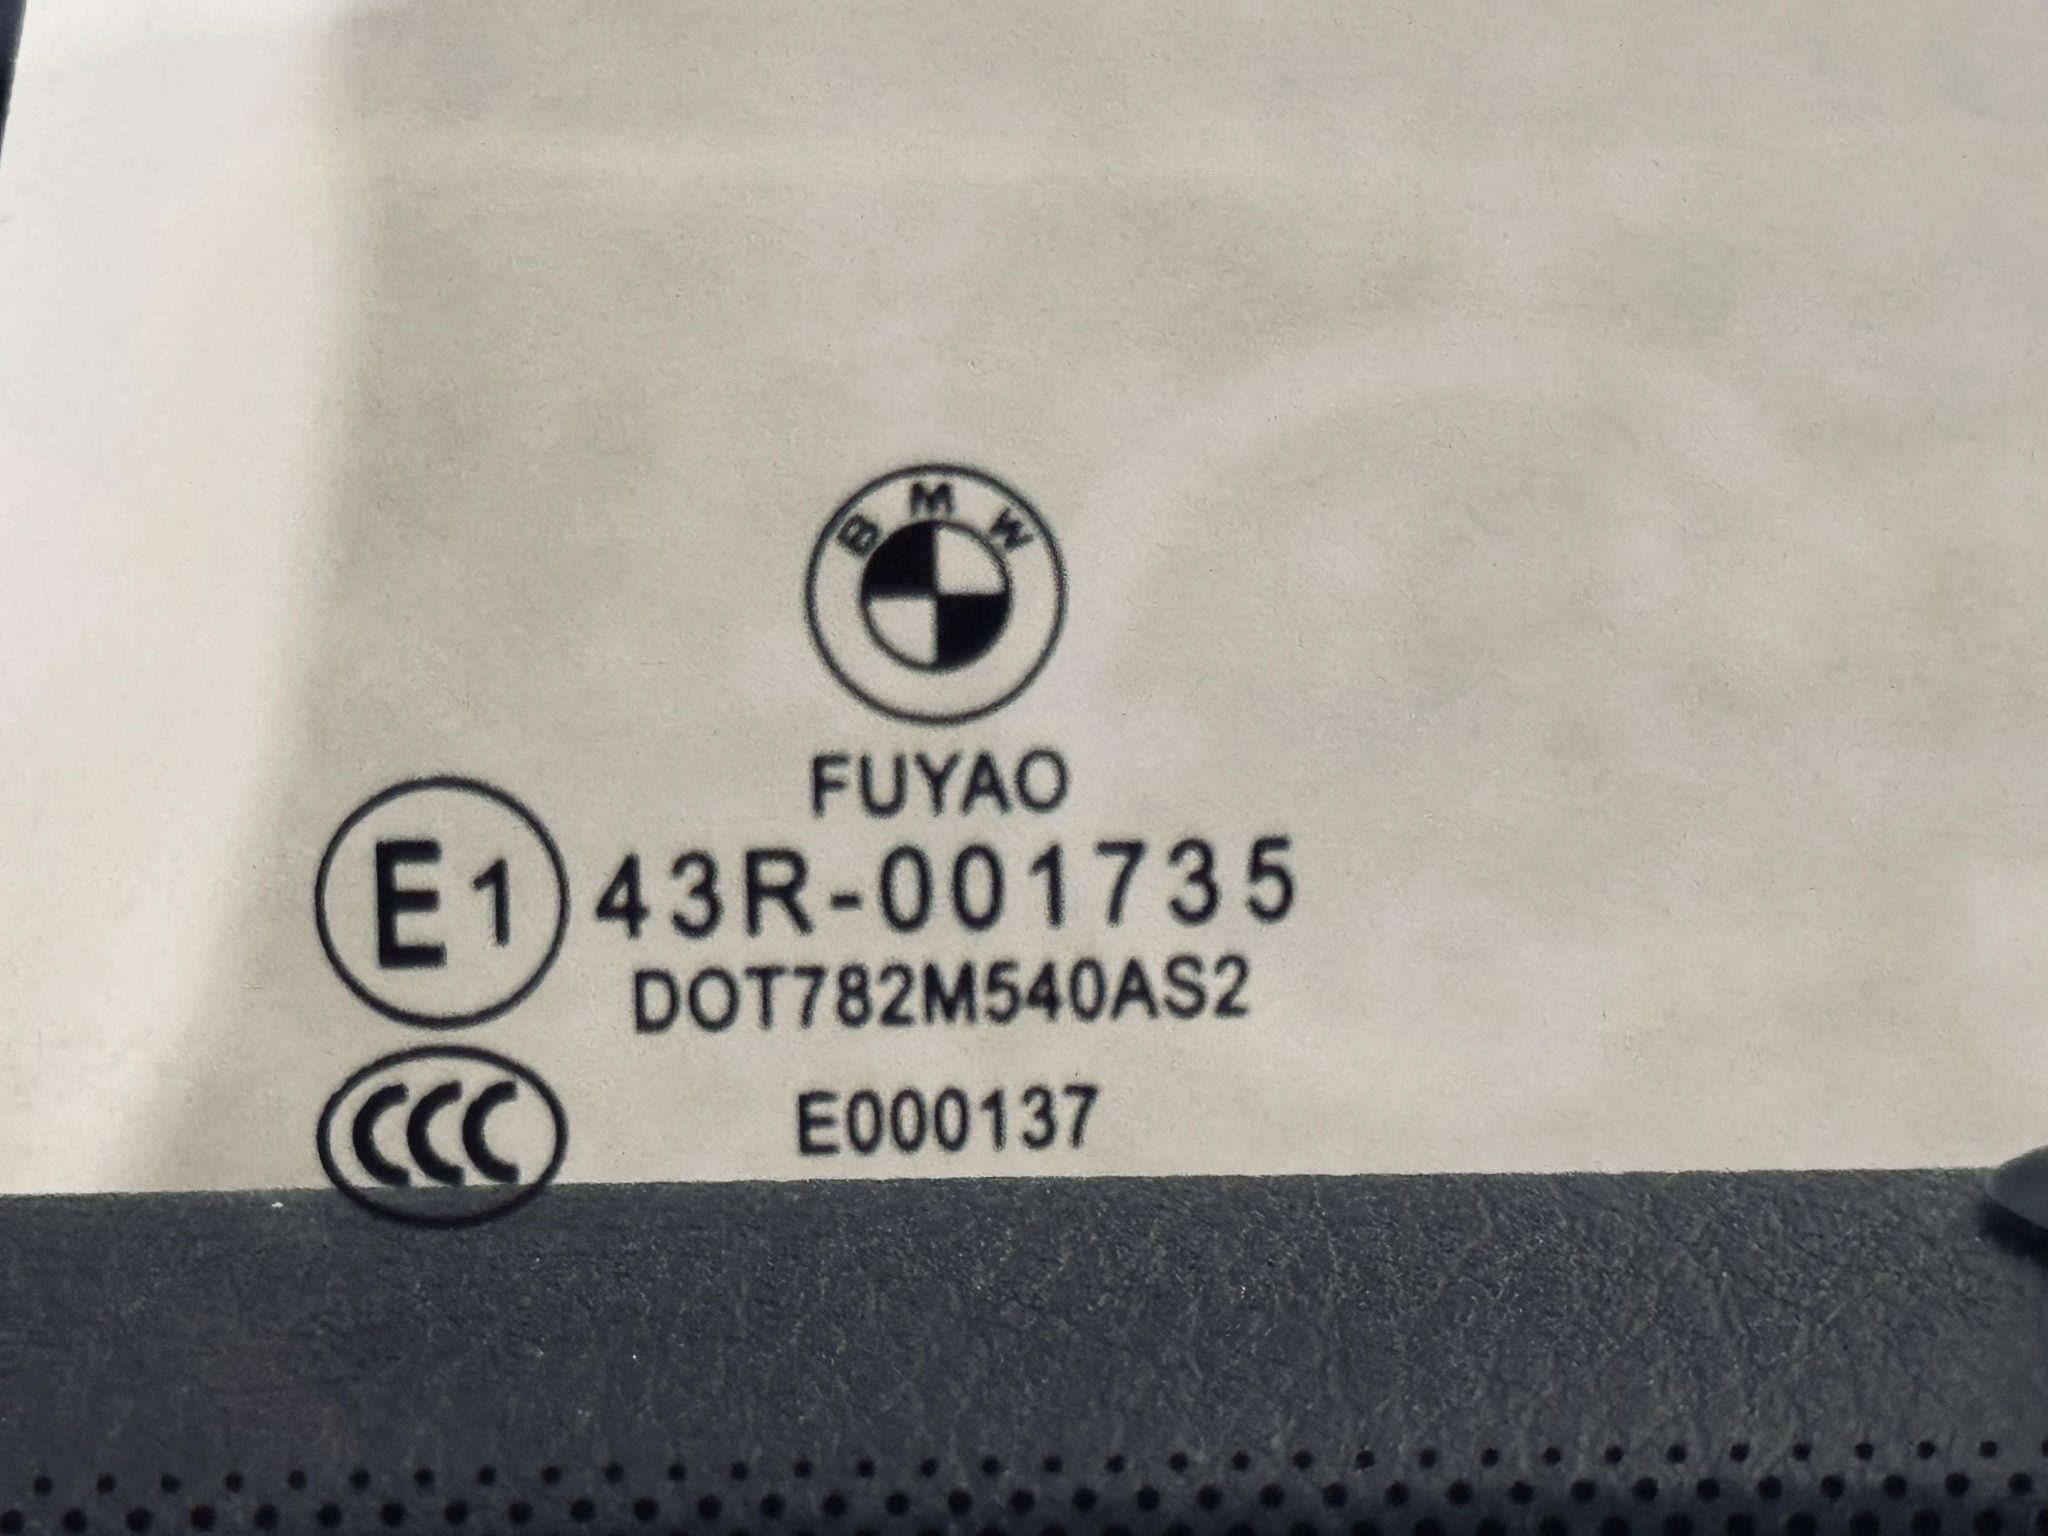 BMW
FUYAO
E1 43R-001735
DOT782M540AS2
CCC E000137